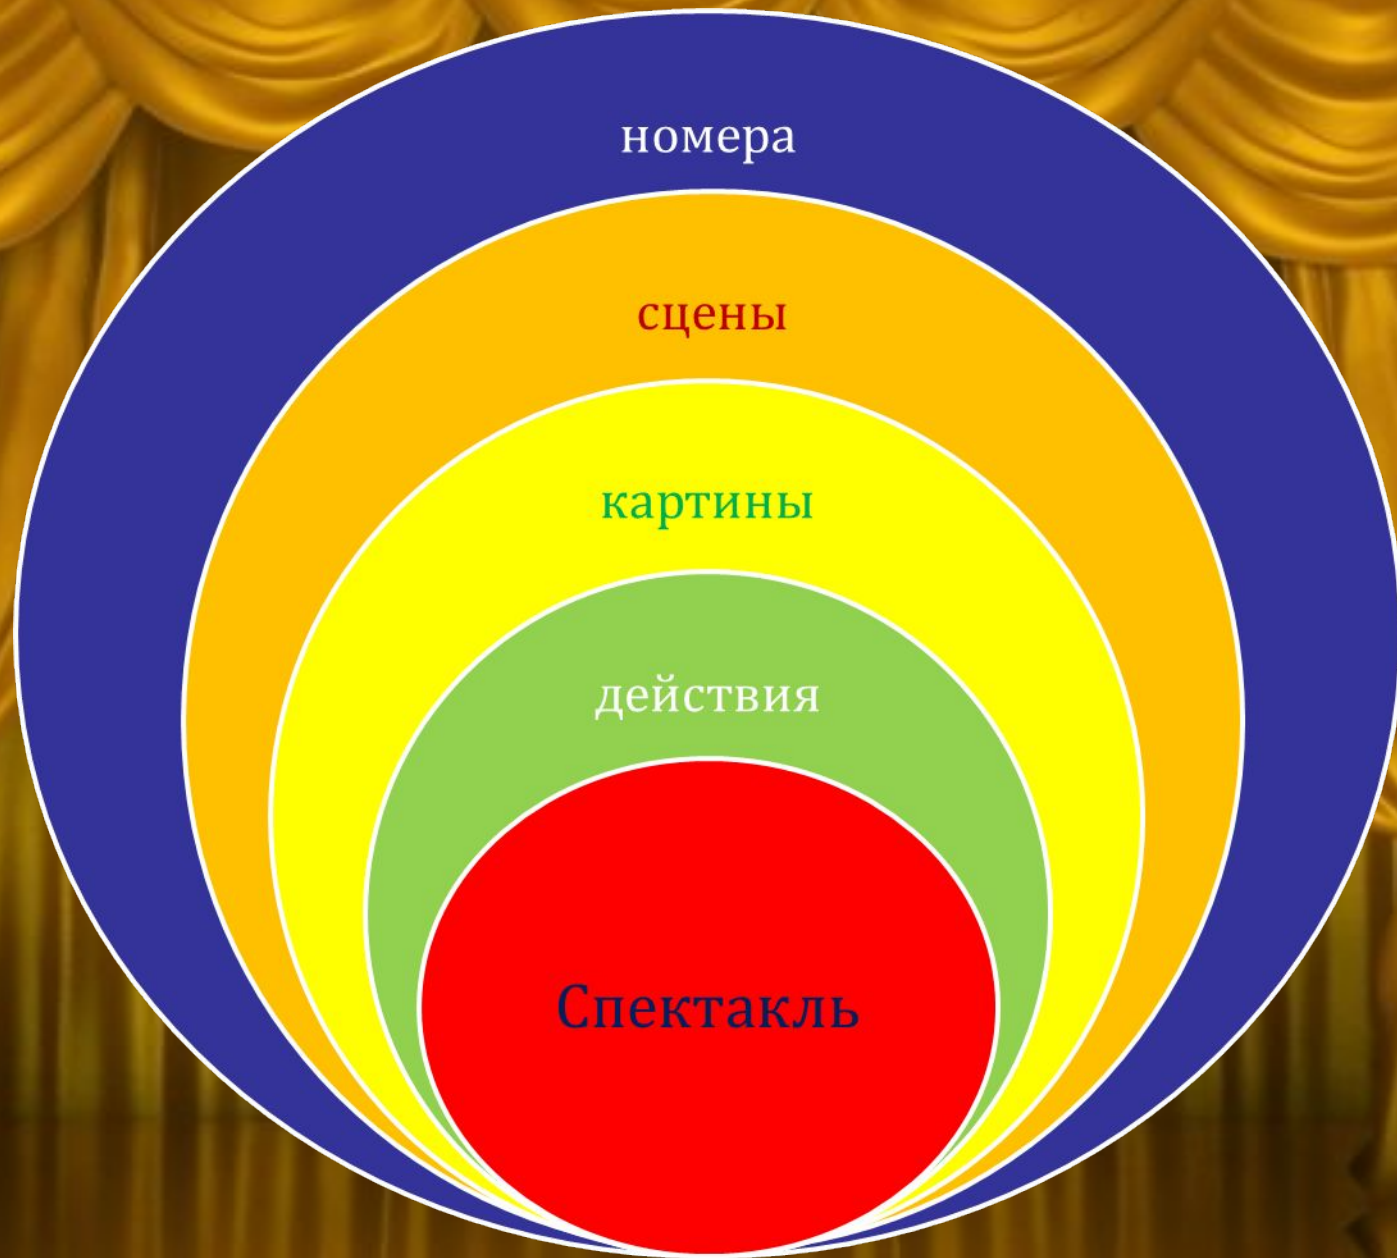 номера
сцены
картины
действия
Спектакль